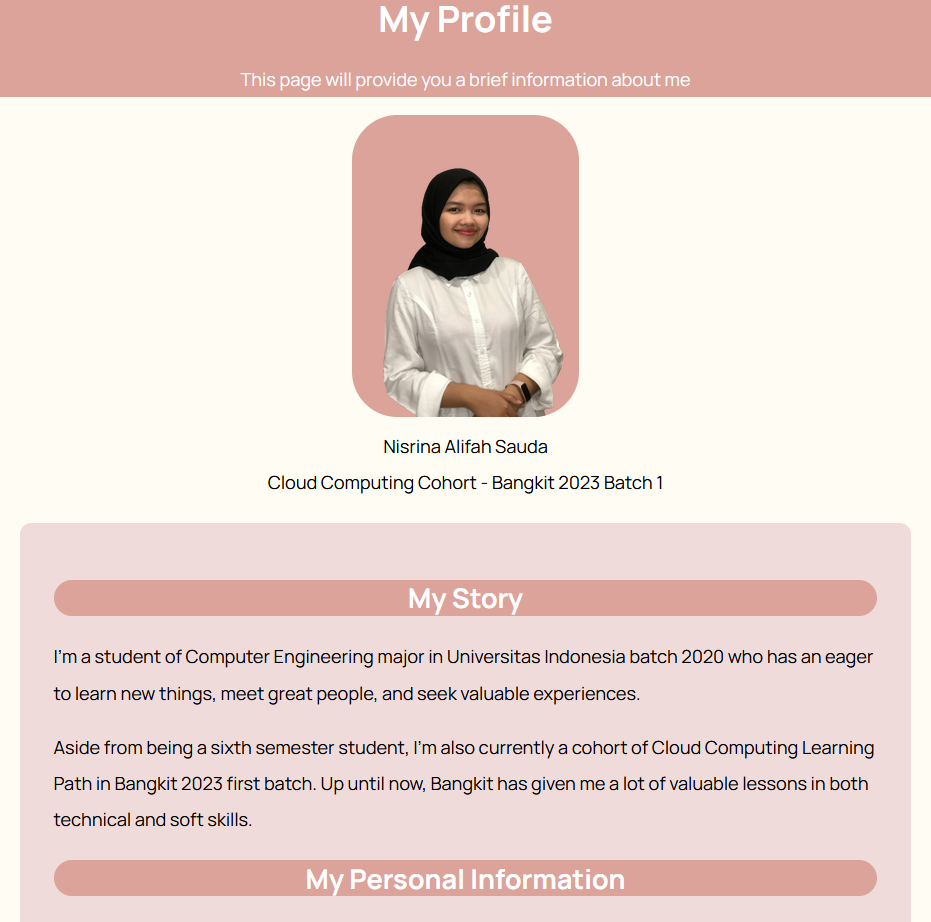 My Profile
This page will provide you a brief information about me
Nisrina Alifah Sauda
Cloud Computing Cohort - Bangkit 2023 Batch 1
My Story
I'm a student of Computer Engineering major in Universitas Indonesia batch 2020 who has an eager
to learn new things, meet great people, and seek valuable experiences.
Aside from being a sixth semester student, I'm also currently a cohort of Cloud Computing Learning
Path in Bangkit 2023 first batch. Up until now, Bangkit has given me a lot of valuable lessons in both
technical and soft skills.
My Personal Information